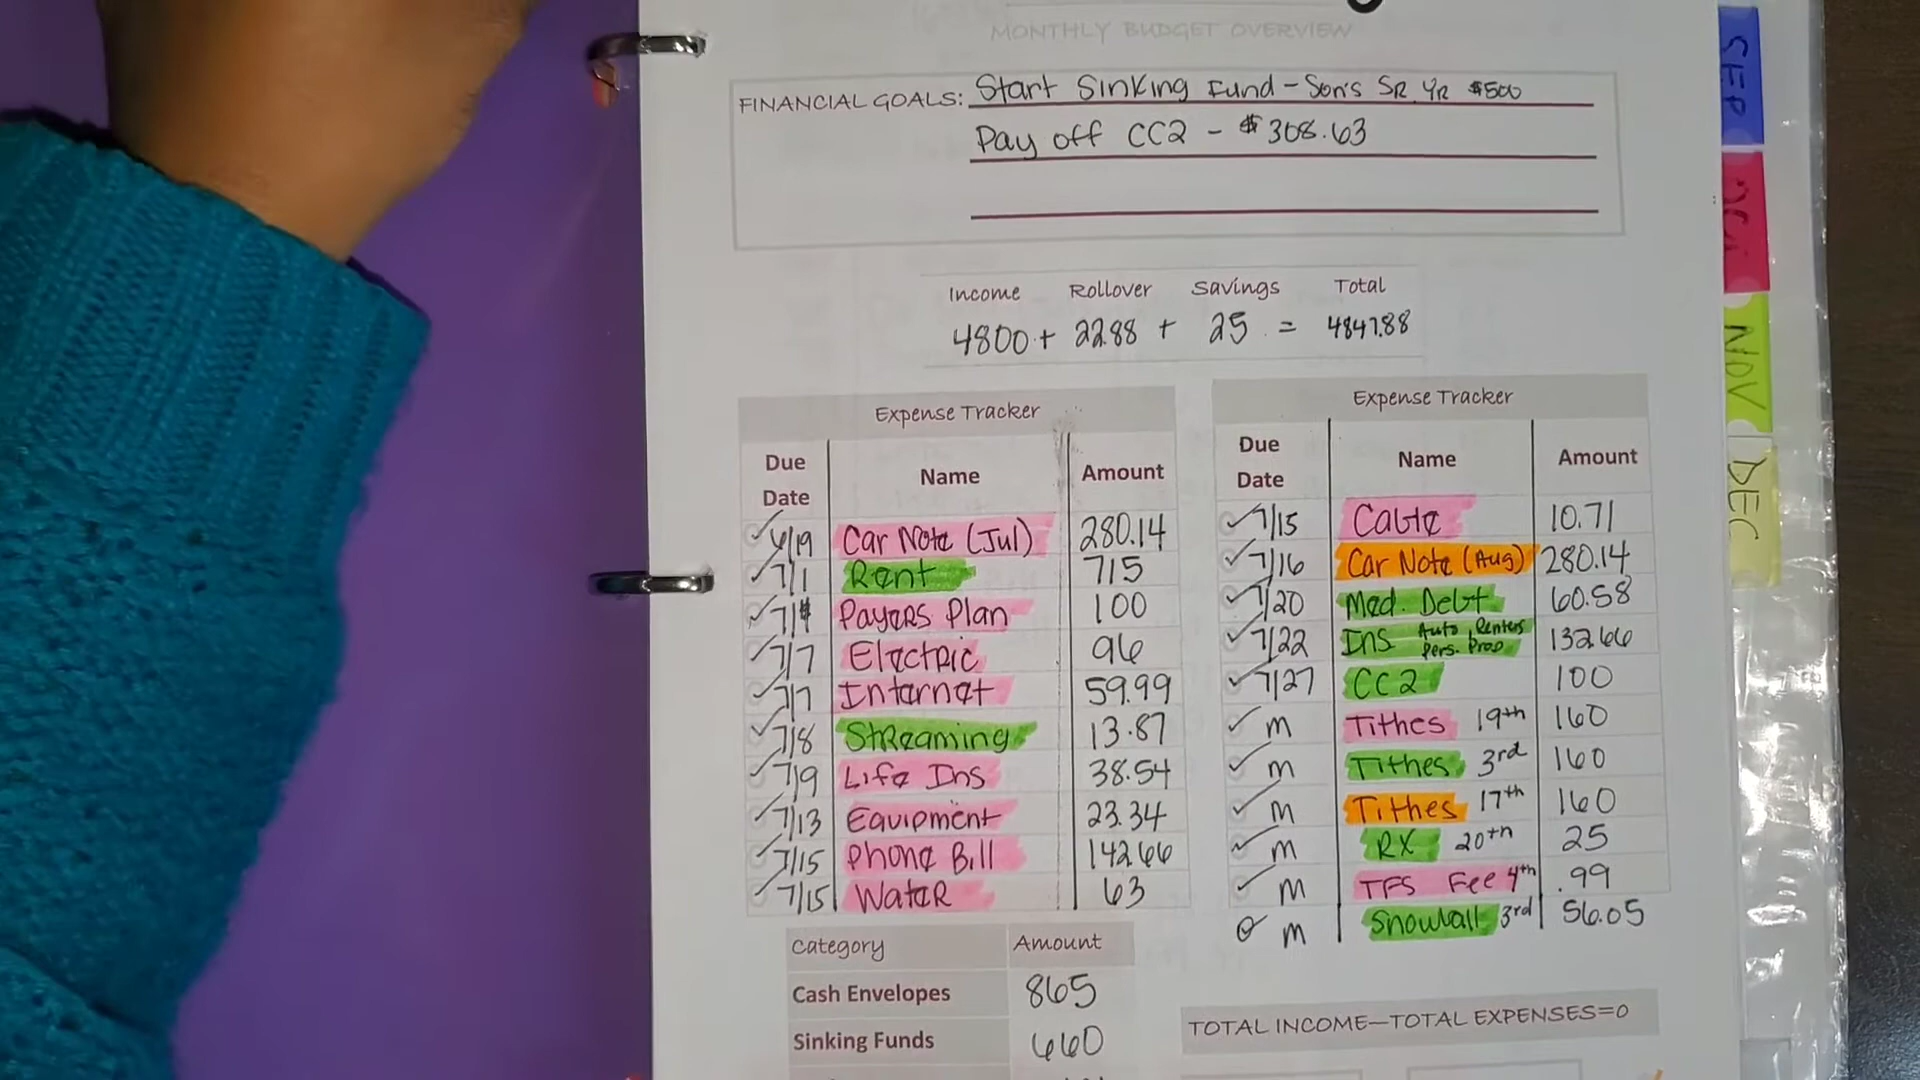 MONTHLY BUDGET OVERVIEW
FINANCIAL GOALS: Start Sinking Fund - Son's SR YR $500
Pay off CC2 - $308.63
Income Rollover Savings Total
4800 + 22.88 + 25 = 4847.88
Expense Tracker
Due Date Name Amount
6/19 Car Note (Jul) 280.14
7/1 Rent 715
Payers Plan 100
7/7 Electric 96
7/7 Internet 59.99
7/8 Streaming 13.87
7/9 Life Ins 38.54
7/13 Equipment 23.34
7/15 Phone Bill 142.66
7/15 Water 63
Expense Tracker
Due Date Name Amount
7/15 Cable 10.71
7/16 Car Note (Aug) 280.14
7/20 Med. Debt 60.58
7/22 Ins Auto, Renters Pers. Prop 132.66
7/27 CC2 100
m Tithes 19th 160
m Tithes 3rd 160
m Tithes 17th 160
m RX 20th 25
m TFS Fee 4th .99
m Snowball 3rd 56.05
Category Amount
Cash Envelopes 865
Sinking Funds 660
TOTAL INCOME—TOTAL EXPENSES=0
SEP
OCT
NOV
DEC